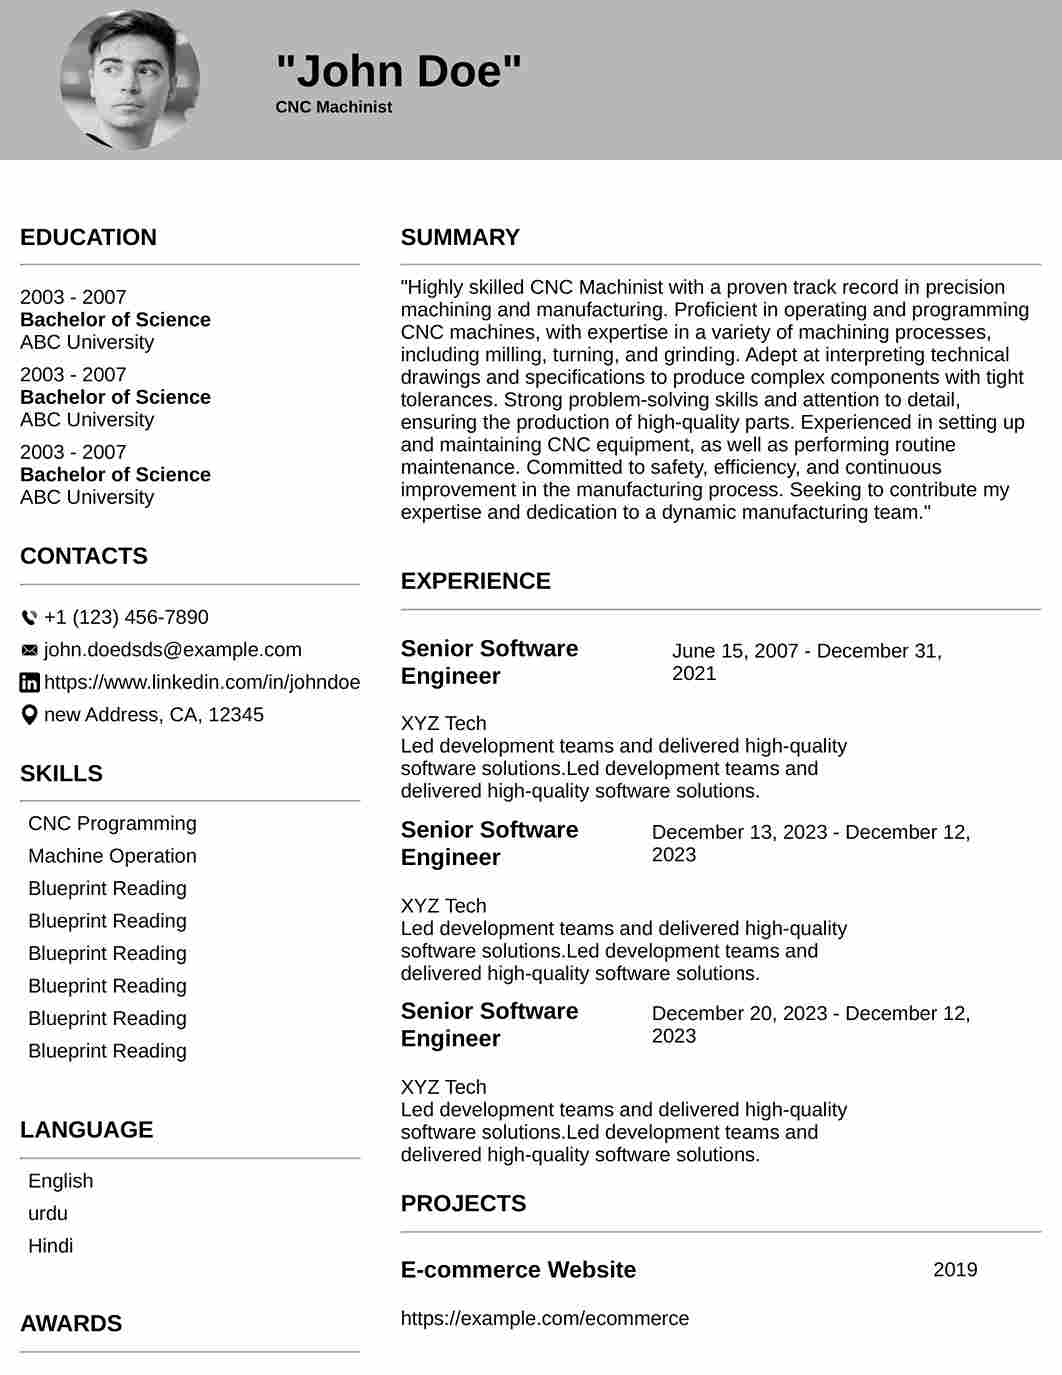 "John Doe"
CNC Machinist
EDUCATION
2003 - 2007
Bachelor of Science
ABC University
2003 - 2007
Bachelor of Science
ABC University
2003 - 2007
Bachelor of Science
ABC University
CONTACTS
+1 (123) 456-7890
john.doedsds@example.com
https://www.linkedin.com/in/johndoe
new Address, CA, 12345
SKILLS
CNC Programming
Machine Operation
Blueprint Reading
Blueprint Reading
Blueprint Reading
Blueprint Reading
Blueprint Reading
Blueprint Reading
LANGUAGE
English
urdu
Hindi
AWARDS
SUMMARY
"Highly skilled CNC Machinist with a proven track record in precision
machining and manufacturing. Proficient in operating and programming
CNC machines, with expertise in a variety of machining processes,
including milling, turning, and grinding. Adept at interpreting technical
drawings and specifications to produce complex components with tight
tolerances. Strong problem-solving skills and attention to detail,
ensuring the production of high-quality parts. Experienced in setting up
and maintaining CNC equipment, as well as performing routine
maintenance. Committed to safety, efficiency, and continuous
improvement in the manufacturing process. Seeking to contribute my
expertise and dedication to a dynamic manufacturing team."
EXPERIENCE
Senior Software
Engineer
June 15, 2007 - December 31,
2021
XYZ Tech
Led development teams and delivered high-quality
software solutions.Led development teams and
delivered high-quality software solutions.
Senior Software
Engineer
December 13, 2023 - December 12,
2023
XYZ Tech
Led development teams and delivered high-quality
software solutions.Led development teams and
delivered high-quality software solutions.
Senior Software
Engineer
December 20, 2023 - December 12,
2023
XYZ Tech
Led development teams and delivered high-quality
software solutions.Led development teams and
delivered high-quality software solutions.
PROJECTS
E-commerce Website
2019
https://example.com/ecommerce